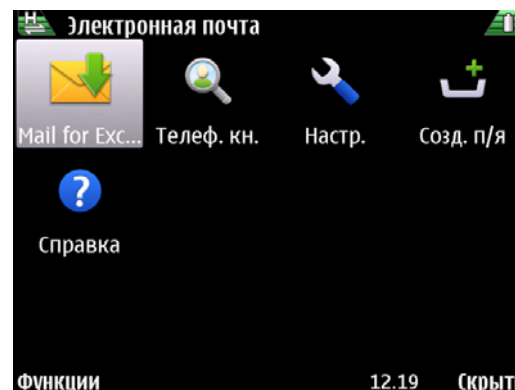 Электронная почта
Mail for Exc... Телеф. кн. Настр. Созд. п/я
Справка
Функции 12.19 Скрыт